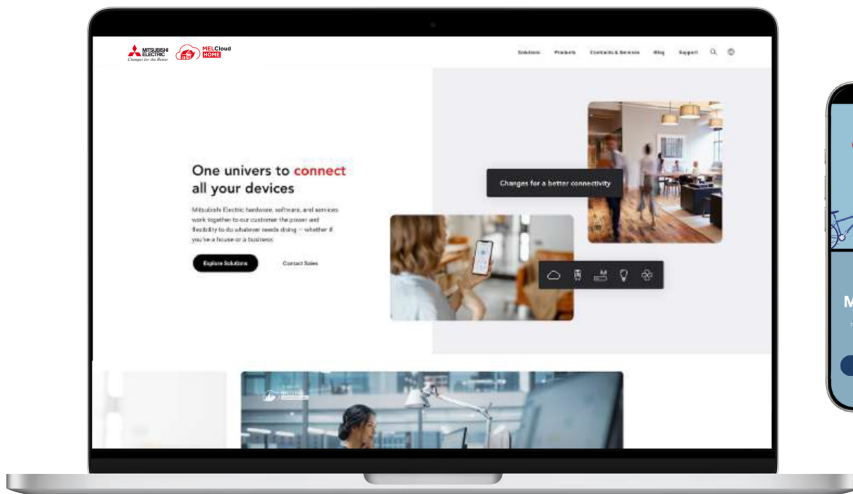 MITSUBISHI
ELECTRIC
Changes for the Better
MELCloud
HOME
Solutions Products Contracts & Services Blog Support
One univers to connect
all your devices
Mitsubishi Electric hardware, software, and services
work together to our customer the power and
flexibility to do whatever needs doing – whether if
you're a house or a business
Explore Solutions Contact Sales
Changes for a better connectivity
M